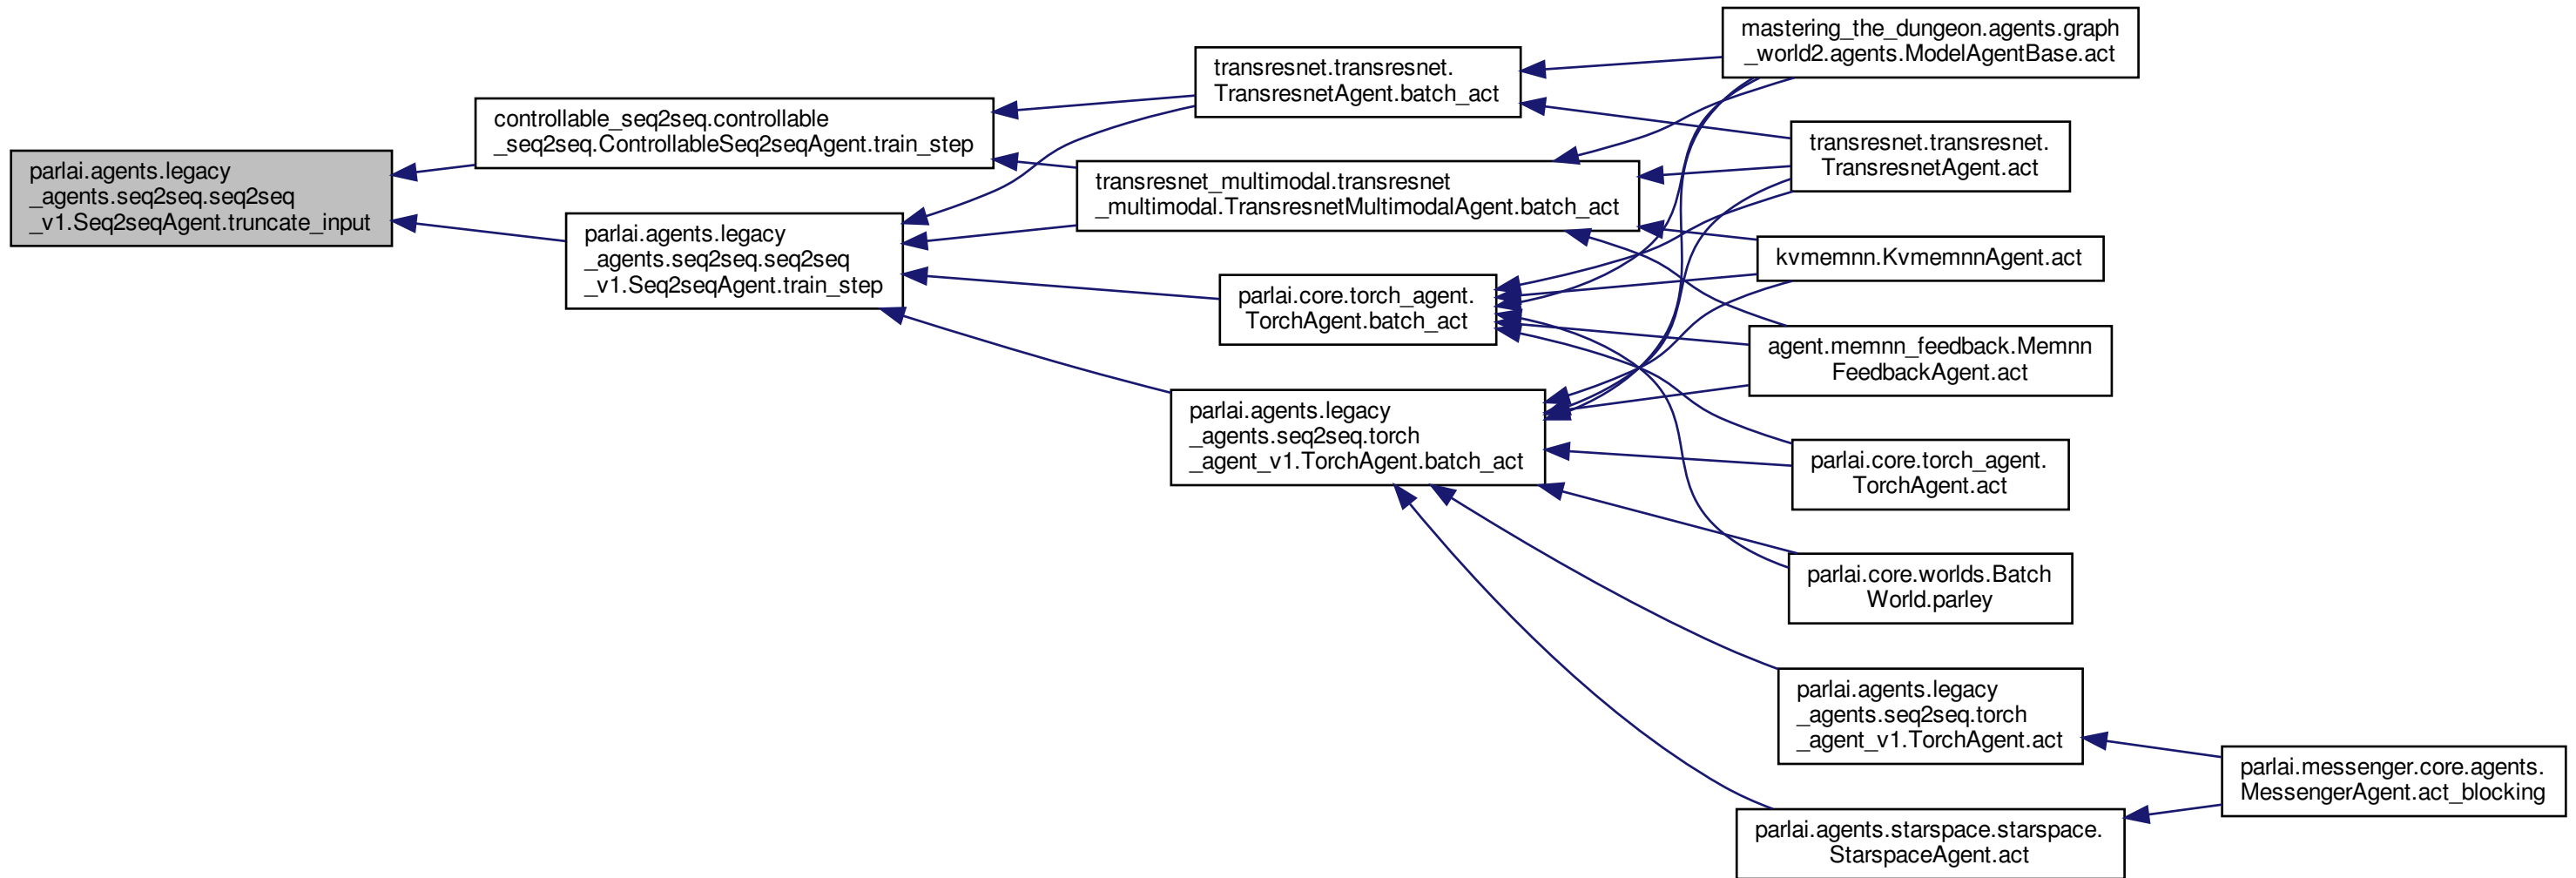 parlai.agents.legacy
_agents.seq2seq.seq2seq
_v1.Seq2seqAgent.truncate_input
controllable_seq2seq.controllable
_seq2seq.ControllableSeq2seqAgent.train_step
parlai.agents.legacy
_agents.seq2seq.seq2seq
_v1.Seq2seqAgent.train_step
transresnet.transresnet.
TransresnetAgent.batch_act
transresnet_multimodal.transresnet
_multimodal.TransresnetMultimodalAgent.batch_act
parlai.core.torch_agent.
TorchAgent.batch_act
parlai.agents.legacy
_agents.seq2seq.torch
_agent_v1.TorchAgent.batch_act
mastering_the_dungeon.agents.graph
_world2.agents.ModelAgentBase.act
transresnet.transresnet.
TransresnetAgent.act
kvmemnn.KvmemnnAgent.act
agent.memnn_feedback.Memnn
FeedbackAgent.act
parlai.core.torch_agent.
TorchAgent.act
parlai.core.worlds.Batch
World.parley
parlai.agents.legacy
_agents.seq2seq.torch
_agent_v1.TorchAgent.act
parlai.agents.starspace.starspace.
StarspaceAgent.act
parlai.messenger.core.agents.
MessengerAgent.act_blocking